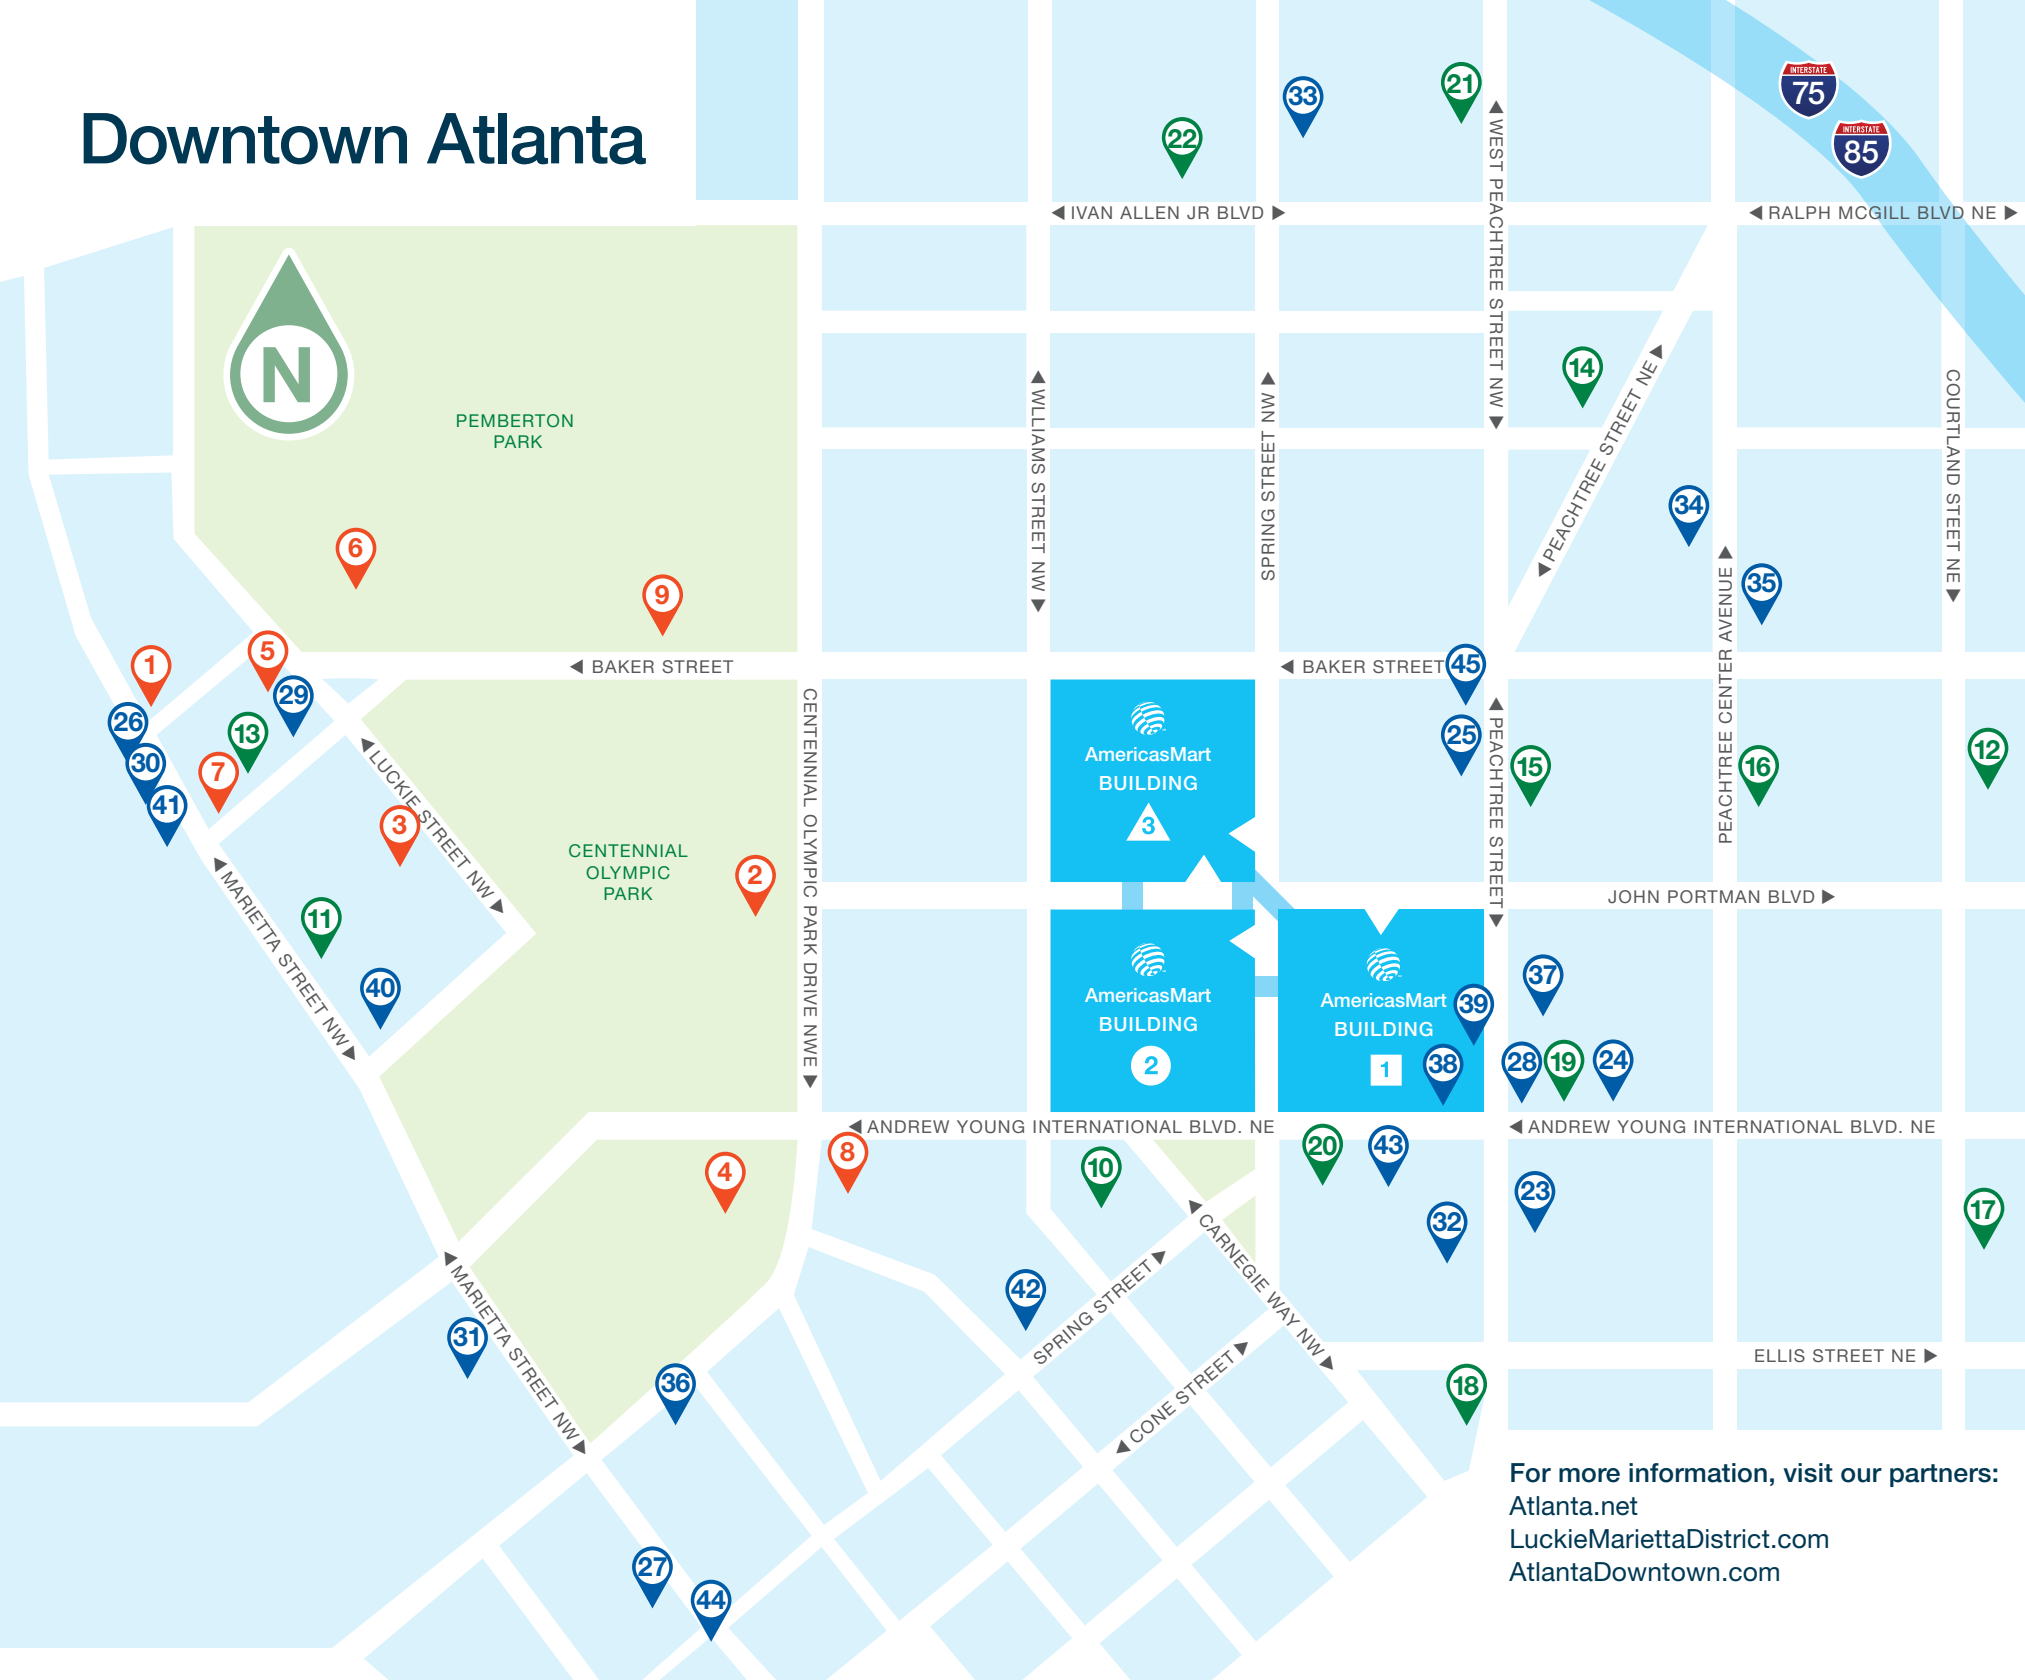 Downtown Atlanta
INTERSTATE
75
INTERSTATE
85
33
21
22
IVAN ALLEN JR BLVD
RALPH MCGILL BLVD NE
WEST PEACHTREE STREET NW
N
PEMBERTON
PARK
14
PEACHTREE STREET NE
WLLIAMS STREET NW
SPRING STREET NW
COURTLAND STEET NE
34
35
6
9
PEACHTREE CENTER AVENUE
1
5
BAKER STREET
BAKER STREET
45
29
26
13
30
7
41
LUCKIE STREET NW
3
CENTENNIAL OLYMPIC PARK DRIVE NWE
AmericasMart
BUILDING
3
25
PEACHTREE STREET
15
16
12
CENTENNIAL
OLYMPIC
PARK
2
JOHN PORTMAN BLVD
MARIETTA STREET NW
11
40
AmericasMart
BUILDING
2
AmericasMart
BUILDING
1
39
38
37
28
19
24
ANDREW YOUNG INTERNATIONAL BLVD. NE
ANDREW YOUNG INTERNATIONAL BLVD. NE
4
8
10
20
43
32
23
17
CARNEGIE WAY NW
SPRING STREET
42
CONE STREET
MARIETTA STREET NW
31
36
ELLIS STREET NE
18
27
44
For more information, visit our partners:
Atlanta.net
LuckieMariettaDistrict.com
AtlantaDowntown.com